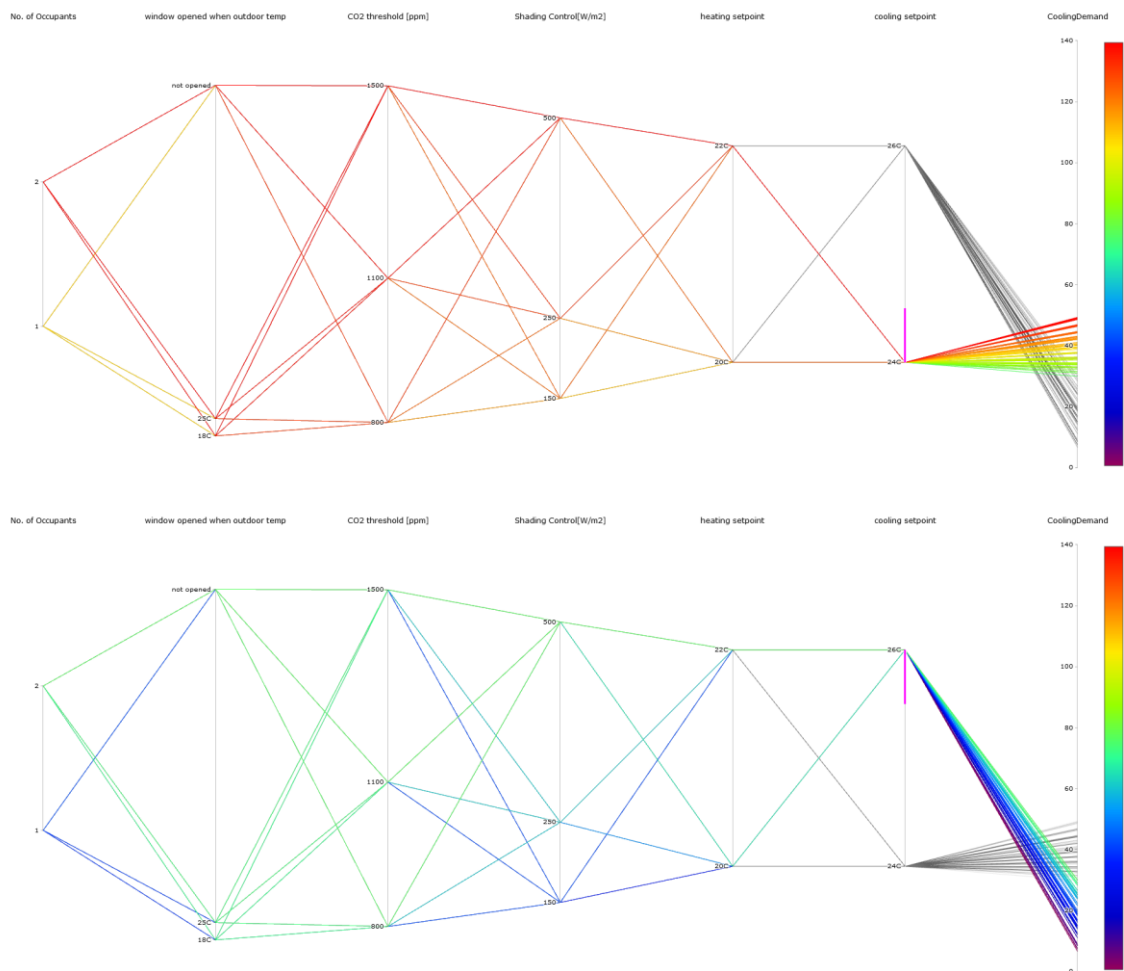 No. of Occupants window opened when outdoor temp CO2 threshold [ppm] Shading Control[W/m2] heating setpoint cooling setpoint CoolingDemand
140
120
not opened 1500
100
500
26C
22C
2
80
60
1100
1
250
40
24C
20C
150
25C 800
20
18C
0
No. of Occupants window opened when outdoor temp CO2 threshold [ppm] Shading Control[W/m2] heating setpoint cooling setpoint CoolingDemand
140
120
not opened 1500
100
500
26C
22C
2
80
60
1100
1
250
40
24C
20C
150
25C 800
20
18C
0